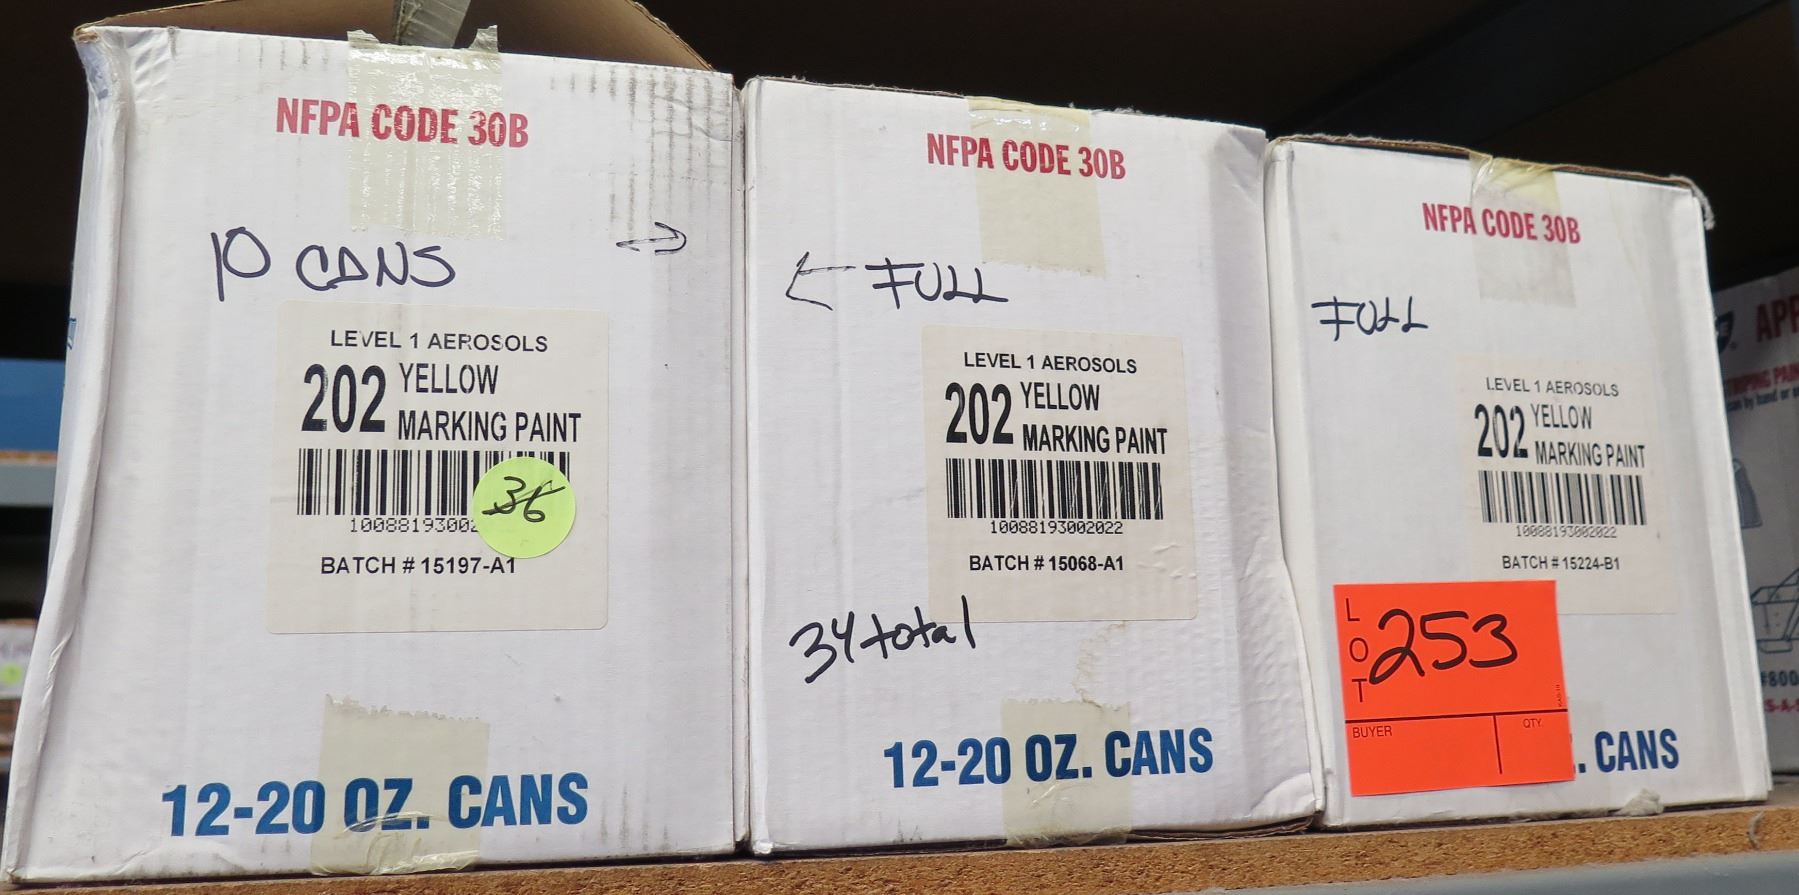 NFPA CODE 30B
10 CANS
LEVEL 1 AEROSOLS
202 YELLOW
MARKING PAINT
36
10088193002
BATCH # 15197-A1
12-20 OZ. CANS
NFPA CODE 30B
FULL
LEVEL 1 AEROSOLS
202 YELLOW
MARKING PAINT
10088193002022
BATCH # 15068-A1
34 total
12-20 OZ. CANS
NFPA CODE 30B
FULL
LEVEL 1 AEROSOLS
202 YELLOW
MARKING PAINT
10088193002022
BATCH # 15224-B1
LOT 253
BUYER
QTY.
. CANS